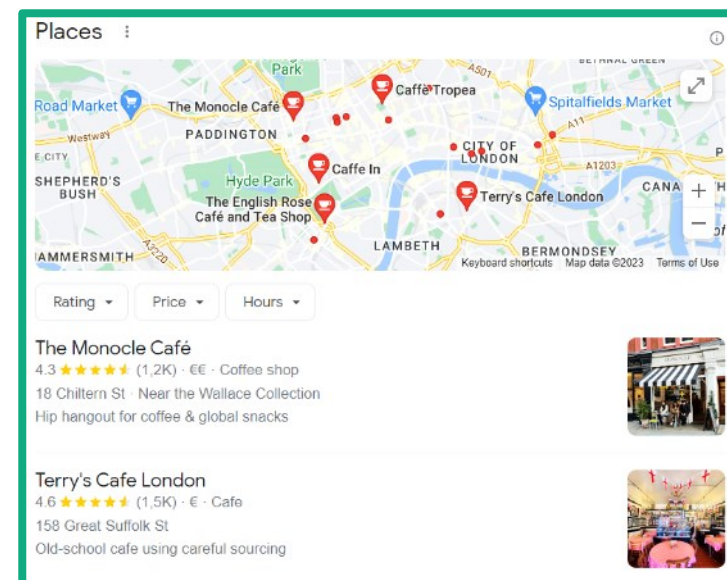 Places
Park
A501
BETHNAL GREEN
Caffè Tropea
Road Market
The Monocle Café
Spitalfields Market
A11
Westway
PADDINGTON
CITY OF
LONDON
E CITY
Caffe In
A1203
SHEPHERD'S
BUSH
Hyde Park
CANA
The English Rose
Café and Tea Shop
Terry's Cafe London
LAMBETH
AMMERSMITH
A3220
BERMONDSEY
Keyboard shortcuts Map data ©2023 Terms of Use
Rating Price Hours
The Monocle Café
4.3 (1,2K) · €€ · Coffee shop
18 Chiltern St · Near the Wallace Collection
Hip hangout for coffee & global snacks
Terry's Cafe London
4.6 (1,5K) · € · Cafe
158 Great Suffolk St
Old-school cafe using careful sourcing